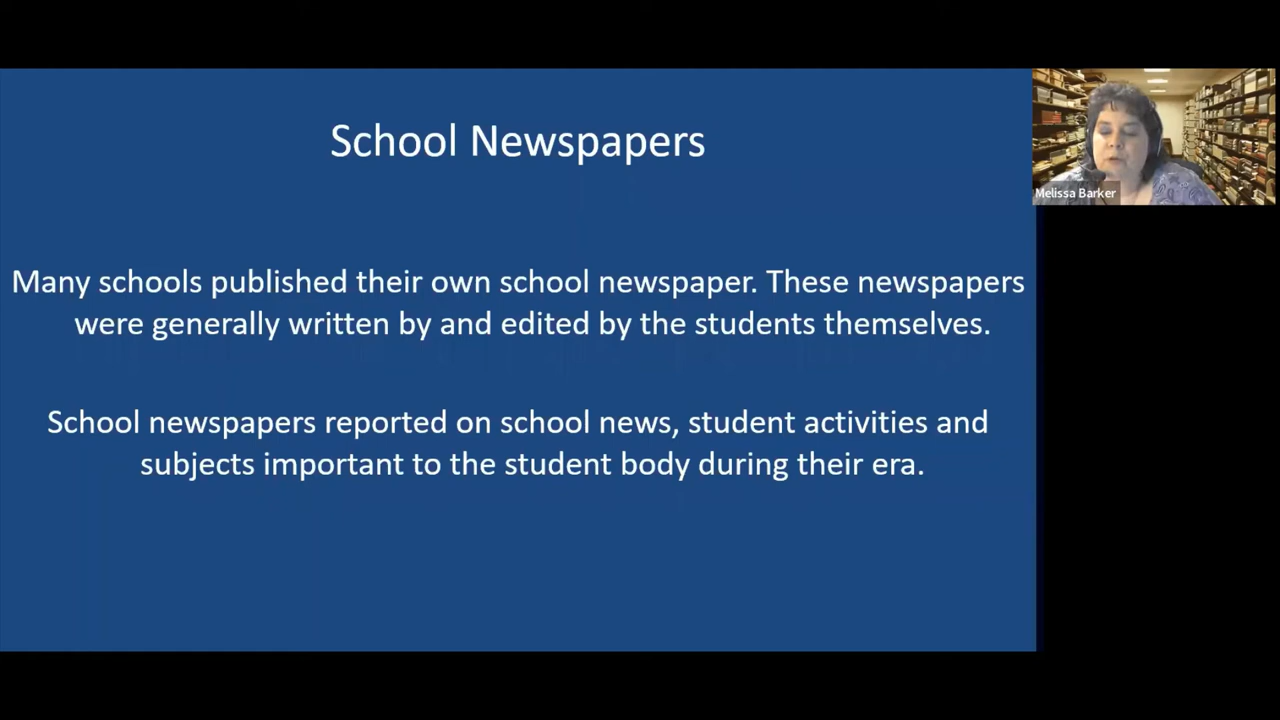 School Newspapers
Many schools published their own school newspaper. These newspapers
were generally written by and edited by the students themselves.
School newspapers reported on school news, student activities and
subjects important to the student body during their era.
Melissa Barker